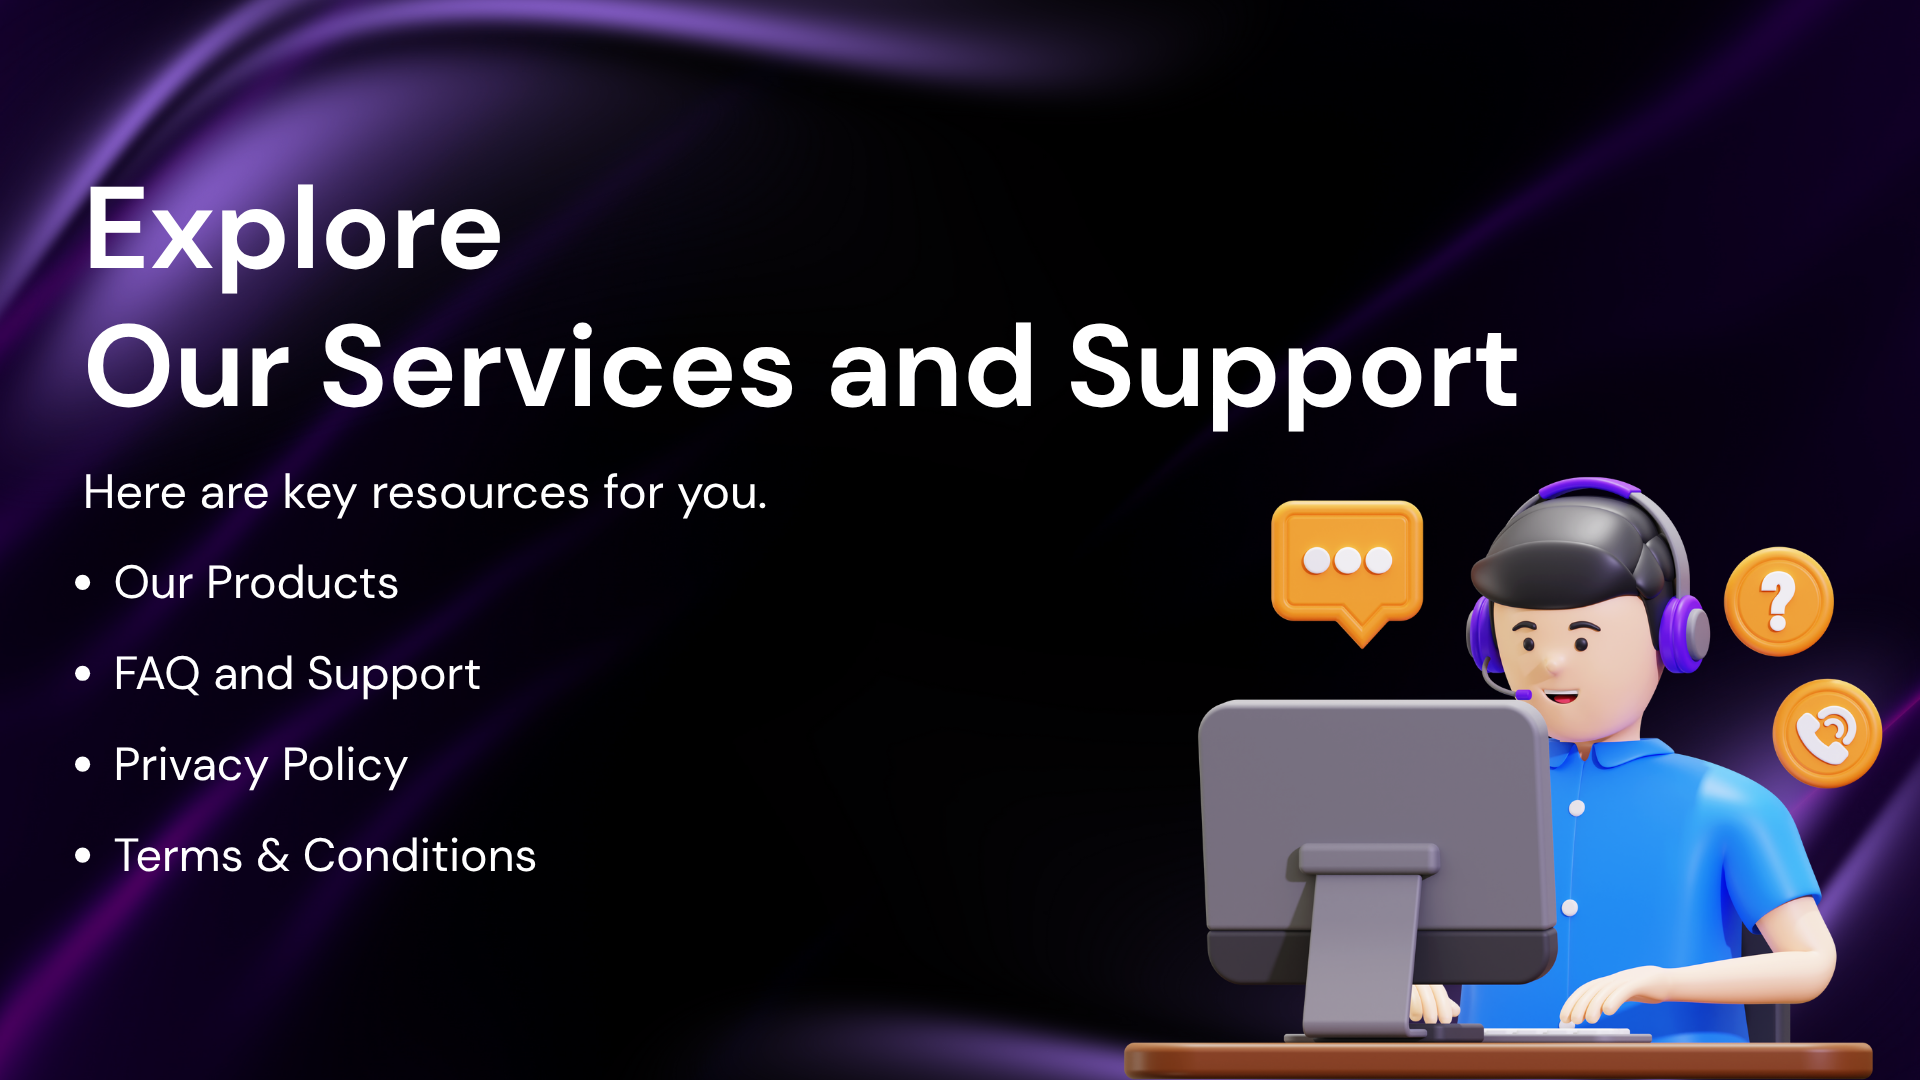 Explore
Our Services and Support
Here are key resources for you.
• Our Products
• FAQ and Support
• Privacy Policy
• Terms & Conditions
?